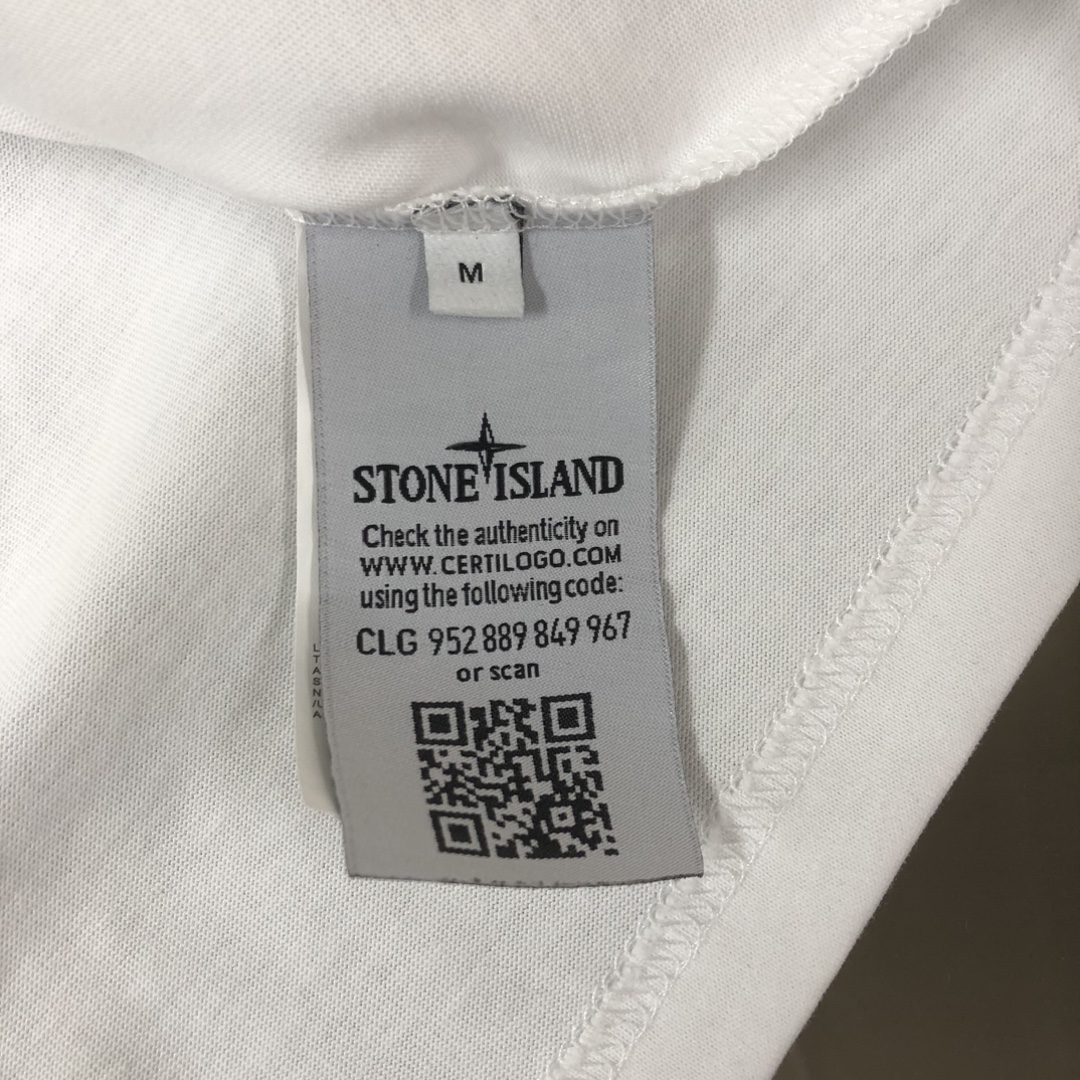 M
STONE ISLAND
Check the authenticity on
WWW.CERTILOGO.COM
using the following code:
CLG 952 889 849 967
or scan